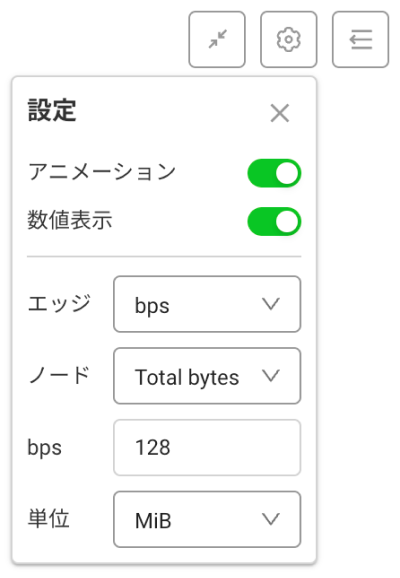 設定
アニメーション
数値表示
エッジ bps
ノード Total bytes
bps 128
単位 MiB